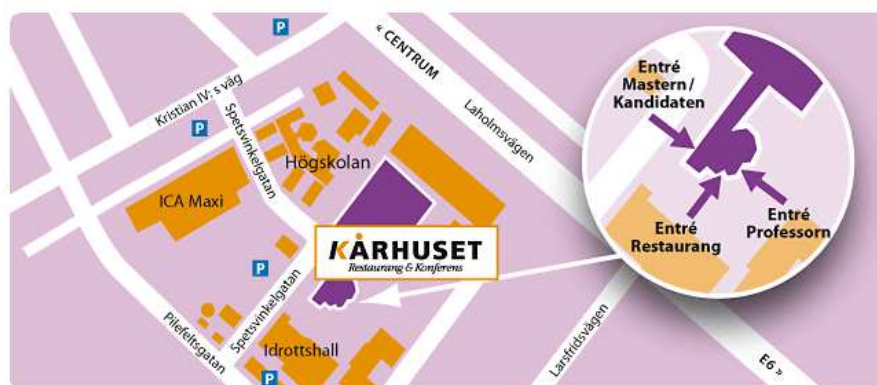 P
« CENTRUM
Kristian IV: s väg
Spetsvinkelgatan
P
Laholmsvägen
Högskolan
ICA Maxi
KÅRHUSET
Restaurang & Konferens
P
Spetsvinkelgatan
Pilefeltsgatan
Idrottshall
P
Larsfridsvägen
E6 »
Entré
Mastern /
Kandidaten
Entré
Restaurang
Entré
Professorn